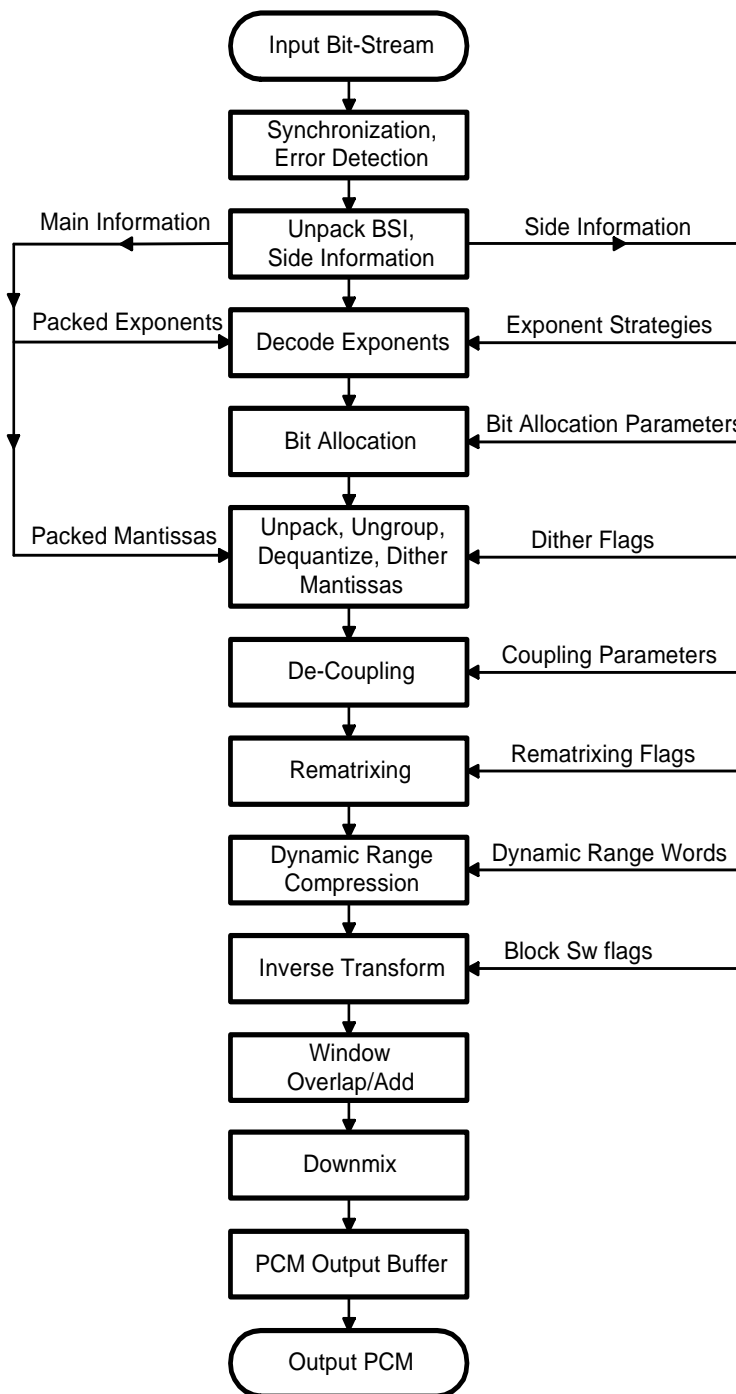 Input Bit-Stream
Synchronization,
Error Detection
Main Information
Unpack BSI,
Side Information
Side Information
Packed Exponents
Decode Exponents
Exponent Strategies
Bit Allocation
Bit Allocation Parameters
Packed Mantissas
Unpack, Ungroup,
Dequantize, Dither
Mantissas
Dither Flags
De-Coupling
Coupling Parameters
Rematrixing
Rematrixing Flags
Dynamic Range
Compression
Dynamic Range Words
Inverse Transform
Block Sw flags
Window
Overlap/Add
Downmix
PCM Output Buffer
Output PCM